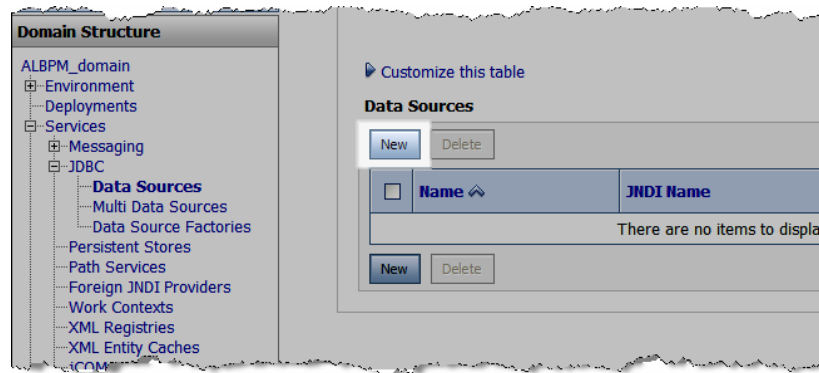 Domain Structure
ALBPM_domain
Environment
Deployments
Services
Messaging
JDBC
Data Sources
Multi Data Sources
Data Source Factories
Persistent Stores
Path Services
Foreign JNDI Providers
Work Contexts
XML Registries
XML Entity Caches
Customize this table
Data Sources
New Delete
Name JNDI Name
There are no items to displa
New Delete